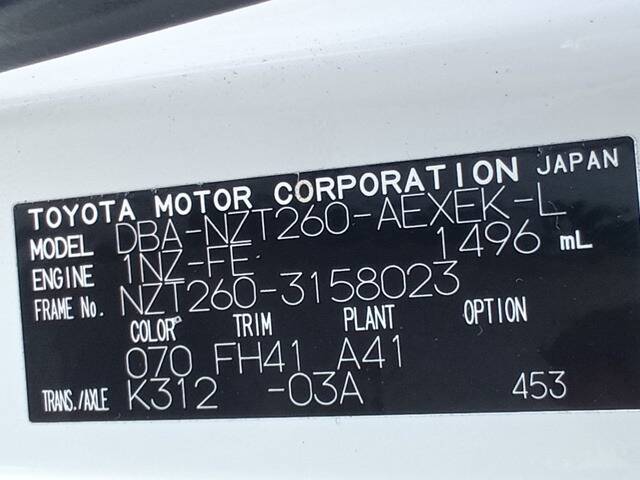 TOYOTA MOTOR CORPORATION JAPAN
MODEL DBA-NZT260-AEXEK-L
ENGINE 1NZ-FE 1496 mL
FRAME No. NZT260-3158023
COLOR TRIM PLANT OPTION
070 FH41 A41
TRANS./AXLE K312 -03A 453